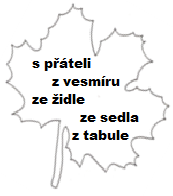 s přáteli
z vesmíru
ze židle
ze sedla
z tabule